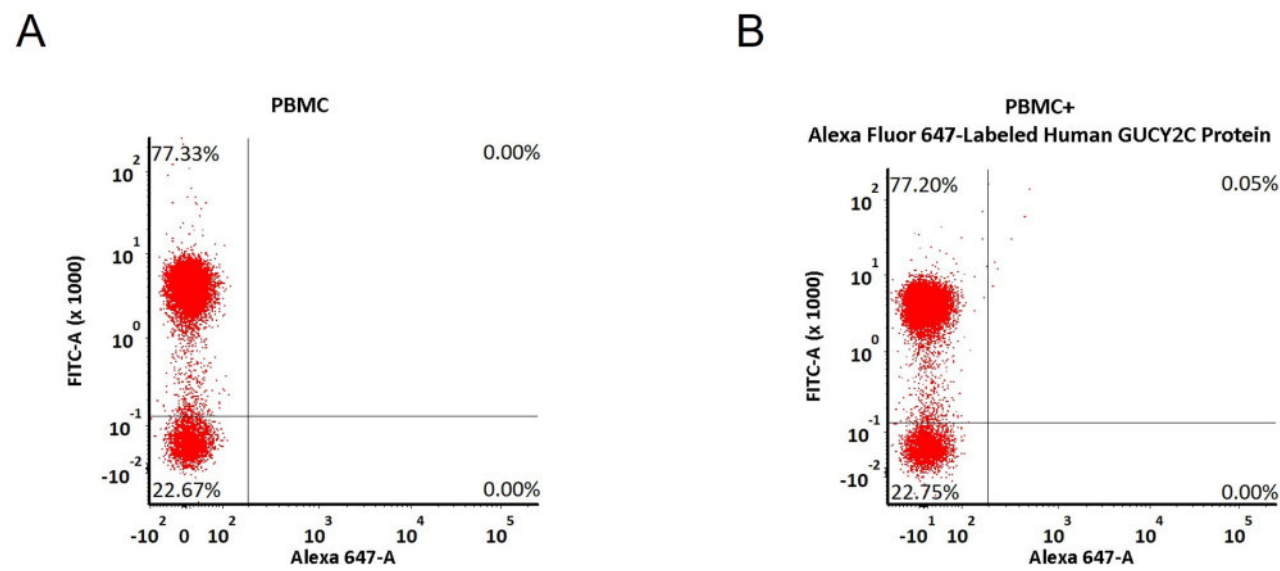 A
PBMC
77.33%
0.00%
10^2
10^1
10^0
10^-1
-10^-2
FITC-A (x 1000)
22.67%
0.00%
-10^2 0 10^2 10^3 10^4 10^5
Alexa 647-A
B
PBMC+
Alexa Fluor 647-Labeled Human GUCY2C Protein
77.20%
0.05%
10^2
10^1
10^0
10^-1
-10^-2
FITC-A (x 1000)
22.75%
0.00%
-10^1 10^2 10^3 10^4 10^5
Alexa 647-A